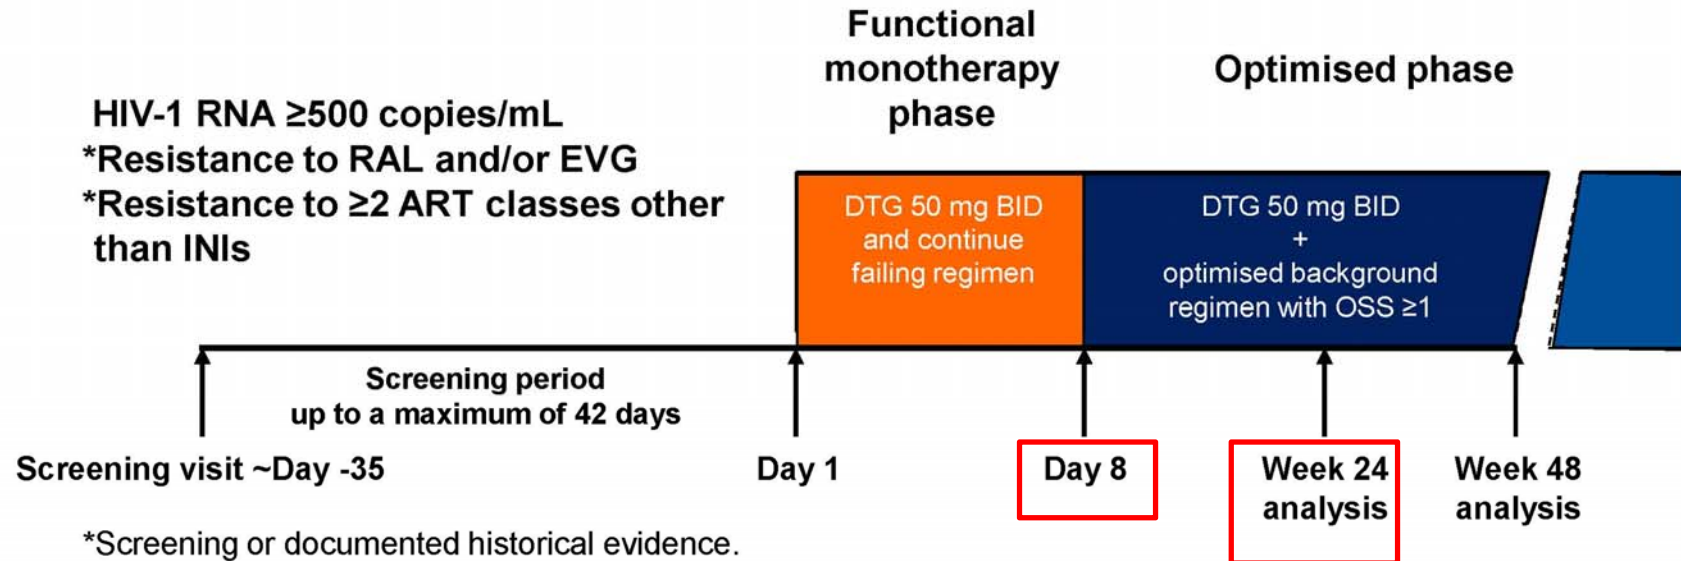 Functional
monotherapy
phase
Optimised phase
HIV-1 RNA ≥500 copies/mL
*Resistance to RAL and/or EVG
*Resistance to ≥2 ART classes other
than INIs
DTG 50 mg BID
and continue
failing regimen
DTG 50 mg BID
+
optimised background
regimen with OSS ≥1
Screening period
up to a maximum of 42 days
Screening visit ~Day -35
Day 1
Day 8
Week 24
analysis
Week 48
analysis
*Screening or documented historical evidence.